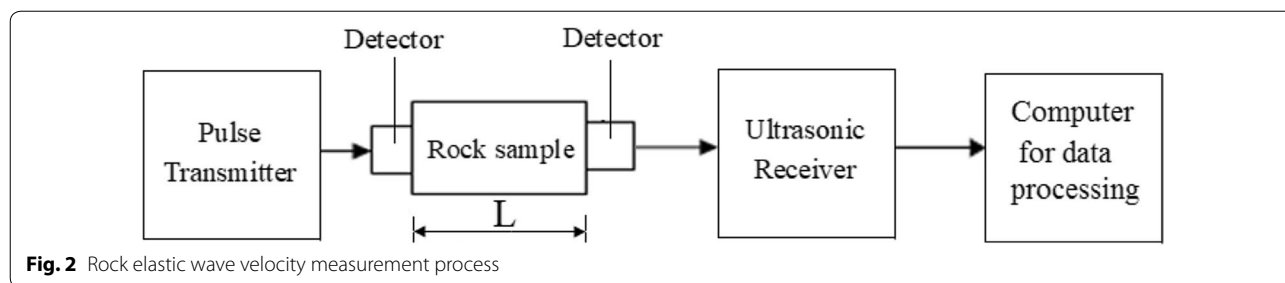 Detector
Detector
Pulse
Transmitter
Rock sample
L
Ultrasonic
Receiver
Computer
for data
processing
Fig. 2 Rock elastic wave velocity measurement process